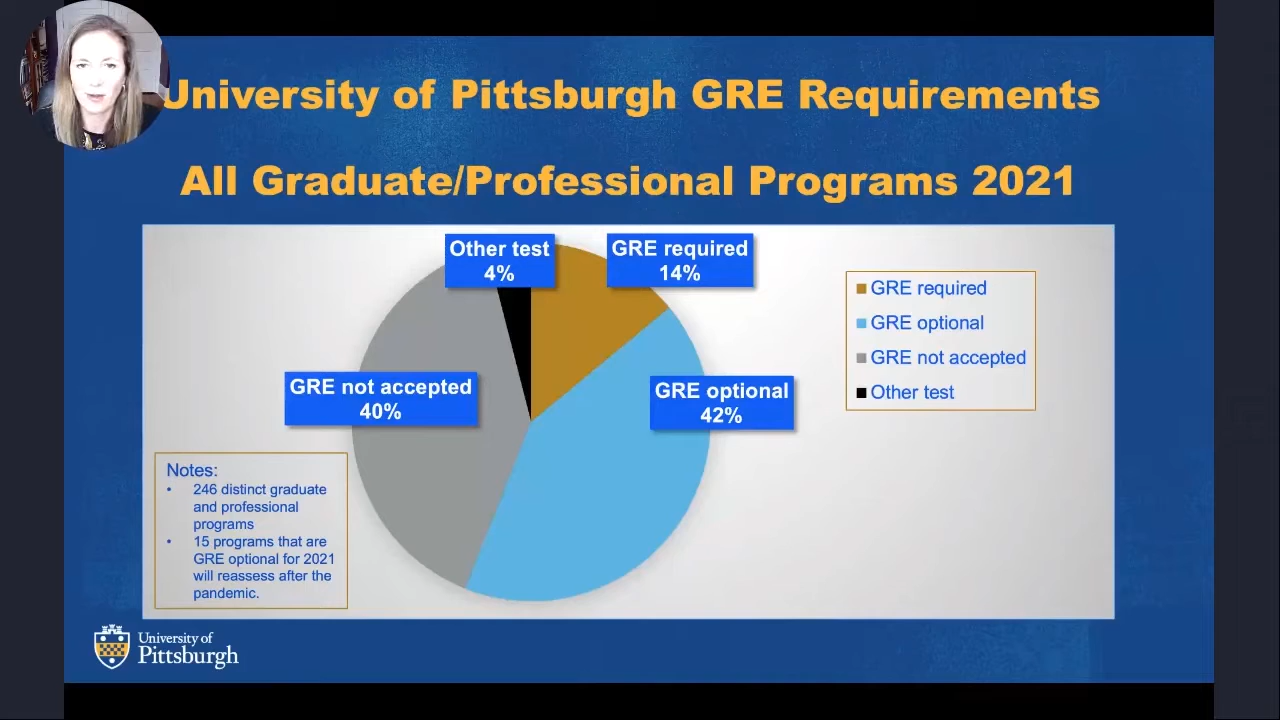 University of Pittsburgh GRE Requirements
All Graduate/Professional Programs 2021
Other test
4%
GRE required
14%
GRE not accepted
40%
GRE optional
42%
GRE required
GRE optional
GRE not accepted
Other test
Notes:
• 246 distinct graduate
and professional
programs
• 15 programs that are
GRE optional for 2021
will reassess after the
pandemic.
University of
Pittsburgh